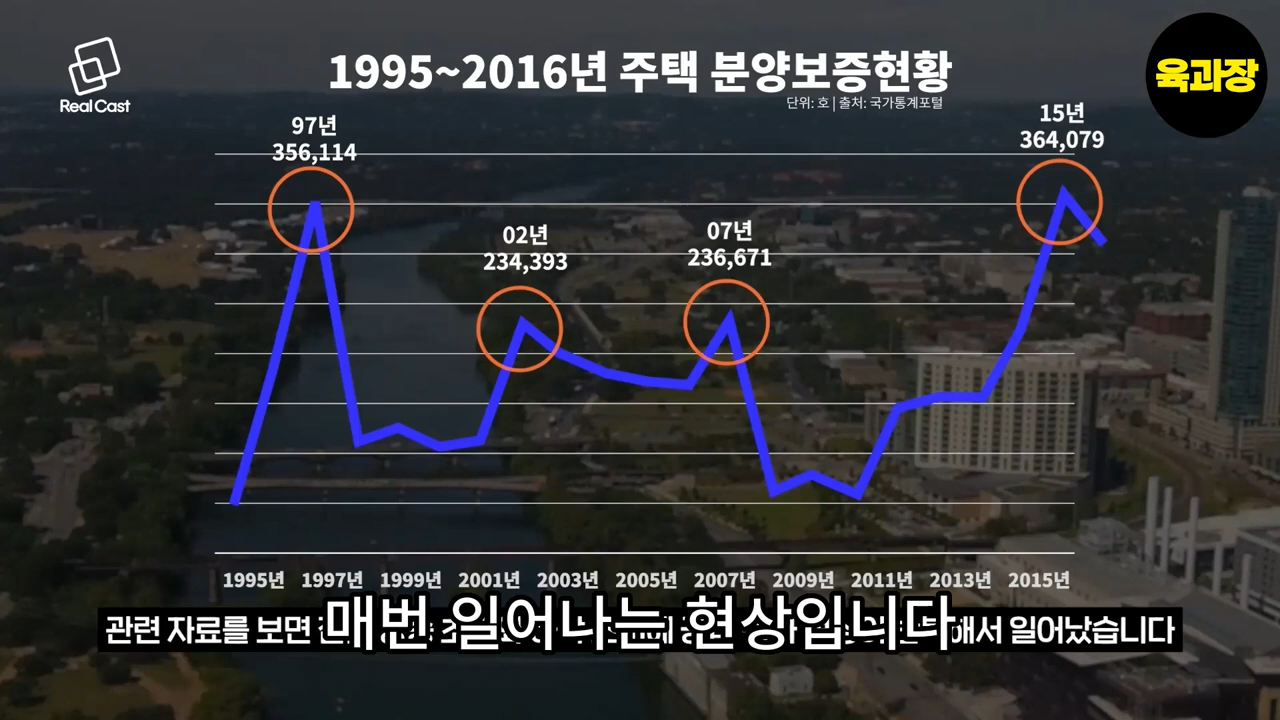 Real Cast
1995~2016년 주택 분양보증현황
단위: 호 | 출처: 국가통계포털
육과장
97년
356,114
02년
234,393
07년
236,671
15년
364,079
1995년 1997년 1999년 2001년 2003년 2005년 2007년 2009년 2011년 2013년 2015년
매번 일어나는 현상입니다
관련 자료를 보면 일어났습니다